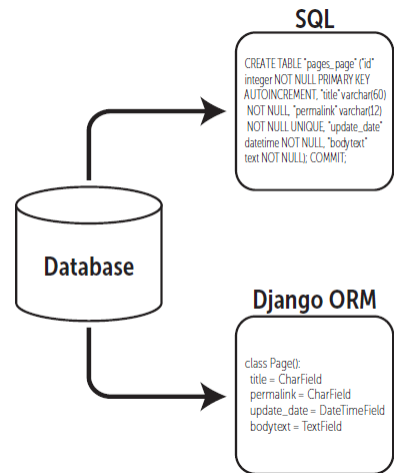 SQL
CREATE TABLE "pages_page" ("id"
integer NOT NULL PRIMARY KEY
AUTOINCREMENT, "title" varchar(60)
NOT NULL, "permalink" varchar(12)
NOT NULL UNIQUE, "update_date"
datetime NOT NULL, "bodytext"
text NOT NULL); COMMIT;
Database
Django ORM
class Page():
title = CharField
permalink = CharField
update_date = DateTimeField
bodytext = TextField